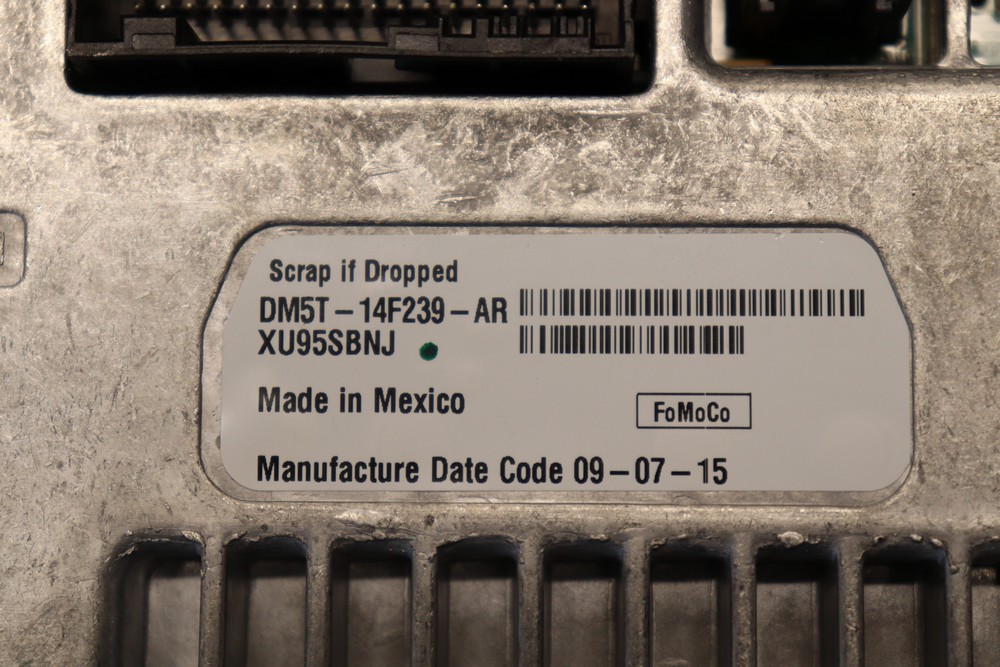 Scrap if Dropped
DM5T-14F239-AR
XU95SBNJ
Made in Mexico
FoMoCo
Manufacture Date Code 09-07-15